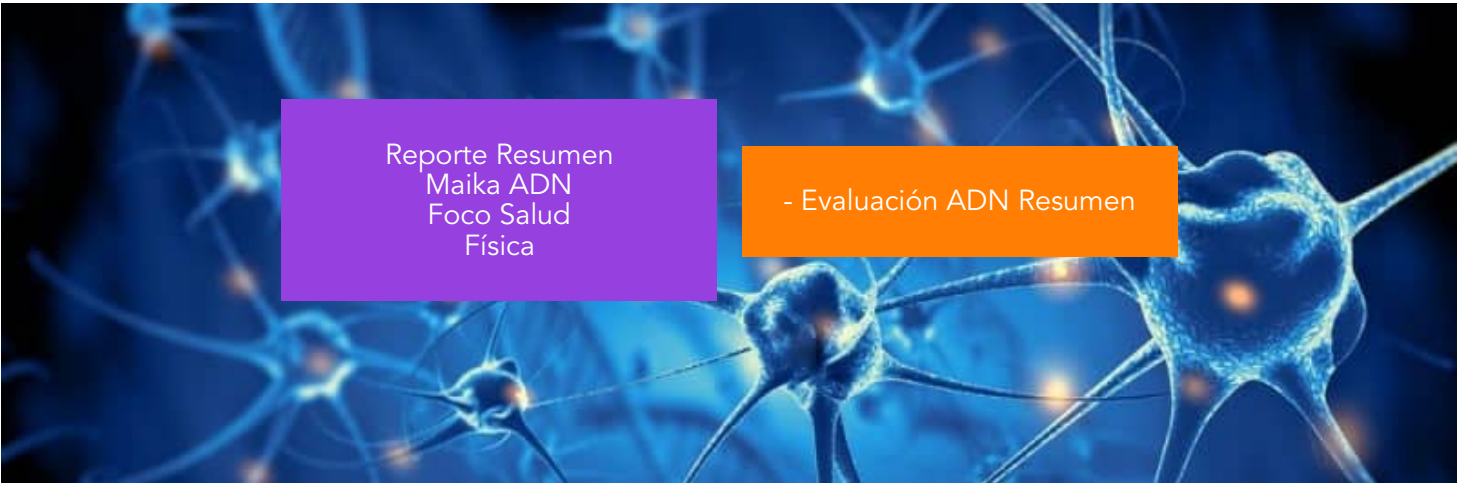 Reporte Resumen
Maika ADN
Foco Salud
Física
- Evaluación ADN Resumen